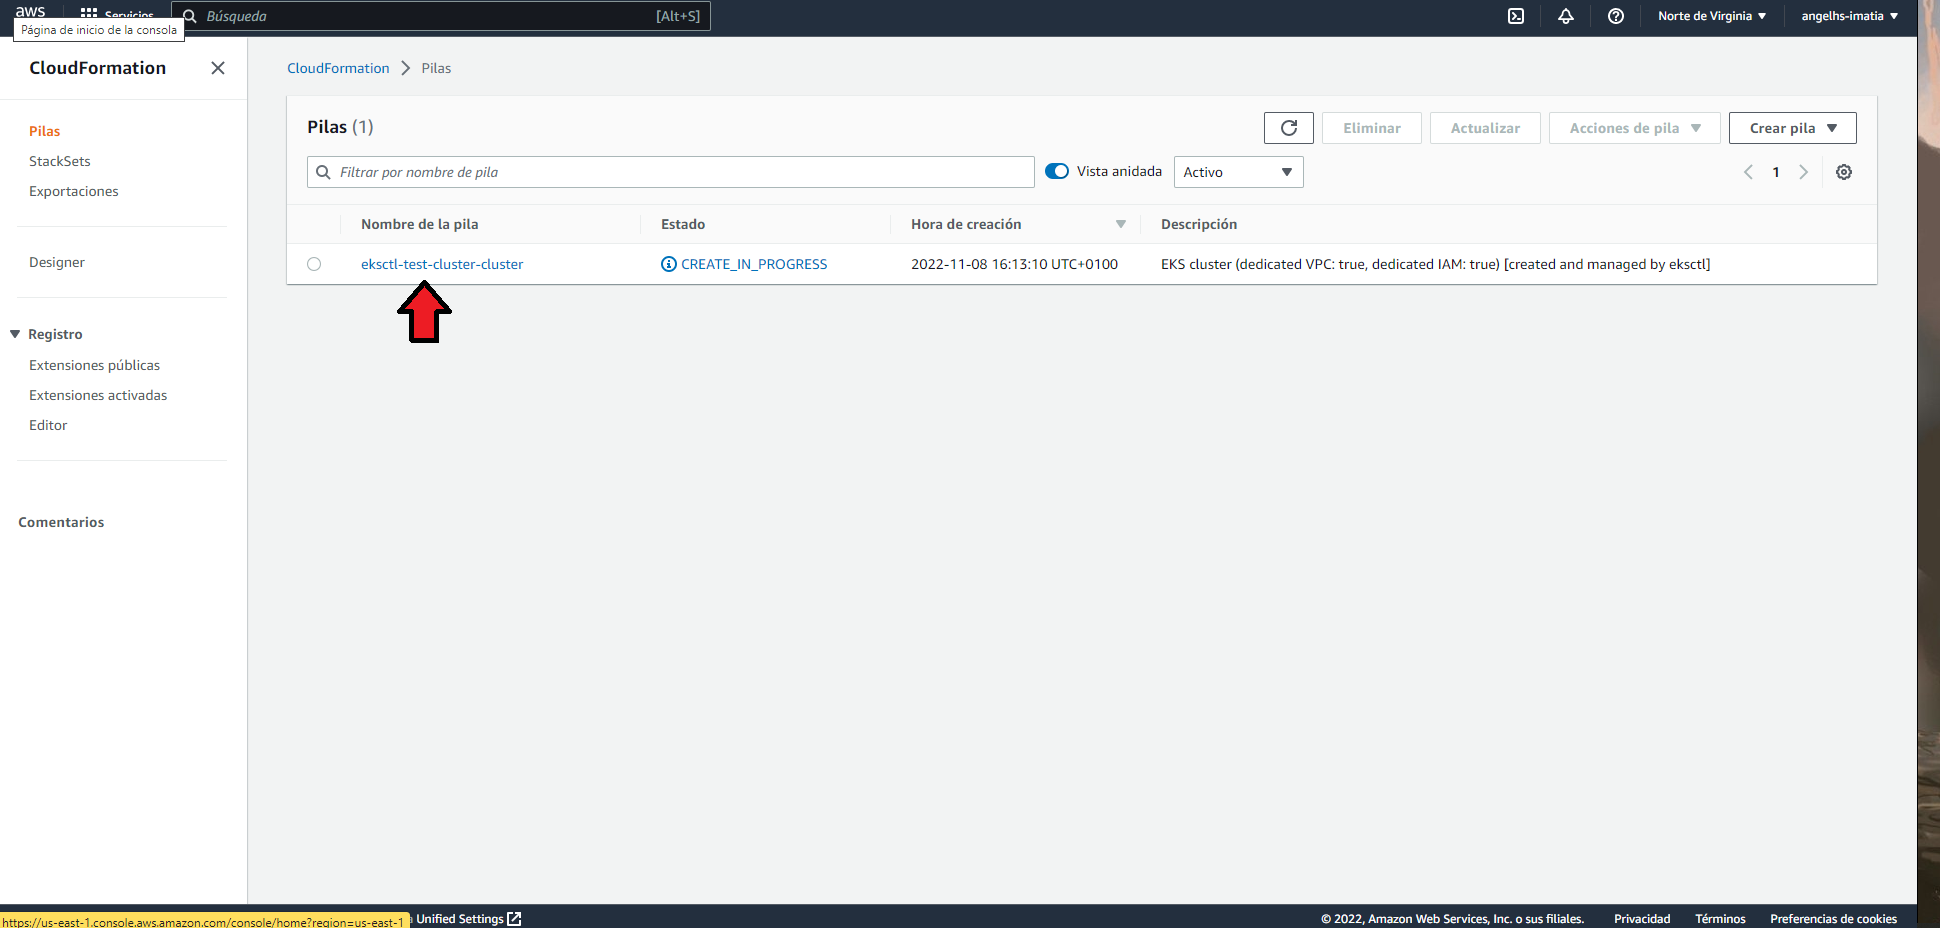 aws
Servicios
Búsqueda
[Alt+S]
Norte de Virginia
angelhs-imatia
Página de inicio de la consola
CloudFormation
Pilas
StackSets
Exportaciones
Designer
Registro
Extensiones públicas
Extensiones activadas
Editor
Comentarios
CloudFormation
Pilas
Pilas (1)
Eliminar
Actualizar
Acciones de pila
Crear pila
Filtrar por nombre de pila
Vista anidada
Activo
1
Nombre de la pila
Estado
Hora de creación
Descripción
eksctl-test-cluster-cluster
CREATE_IN_PROGRESS
2022-11-08 16:13:10 UTC+0100
EKS cluster (dedicated VPC: true, dedicated IAM: true) [created and managed by eksctl]
https://us-east-1.console.aws.amazon.com/console/home?region=us-east-1
Unified Settings
© 2022, Amazon Web Services, Inc. o sus filiales.
Privacidad
Términos
Preferencias de cookies